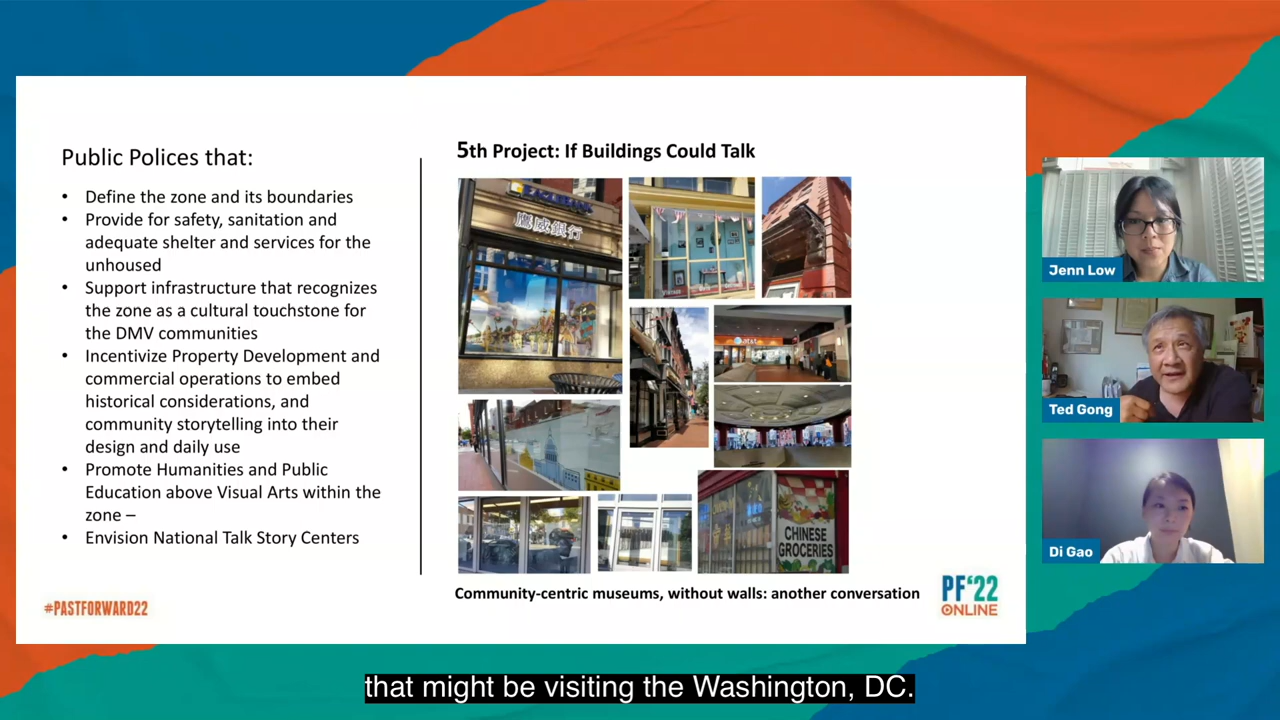 Public Polices that:
• Define the zone and its boundaries
• Provide for safety, sanitation and
adequate shelter and services for the
unhoused
• Support infrastructure that recognizes
the zone as a cultural touchstone for
the DMV communities
• Incentivize Property Development and
commercial operations to embed
historical considerations, and
community storytelling into their
design and daily use
• Promote Humanities and Public
Education above Visual Arts within the
zone –
• Envision National Talk Story Centers
5th Project: If Buildings Could Talk
銀行
at&t
CHINESE
GROCERIES
Community-centric museums, without walls: another conversation
#PASTFORWARD22
PF'22
ONLINE
Jenn Low
Ted Gong
Di Gao
that might be visiting the Washington, DC.